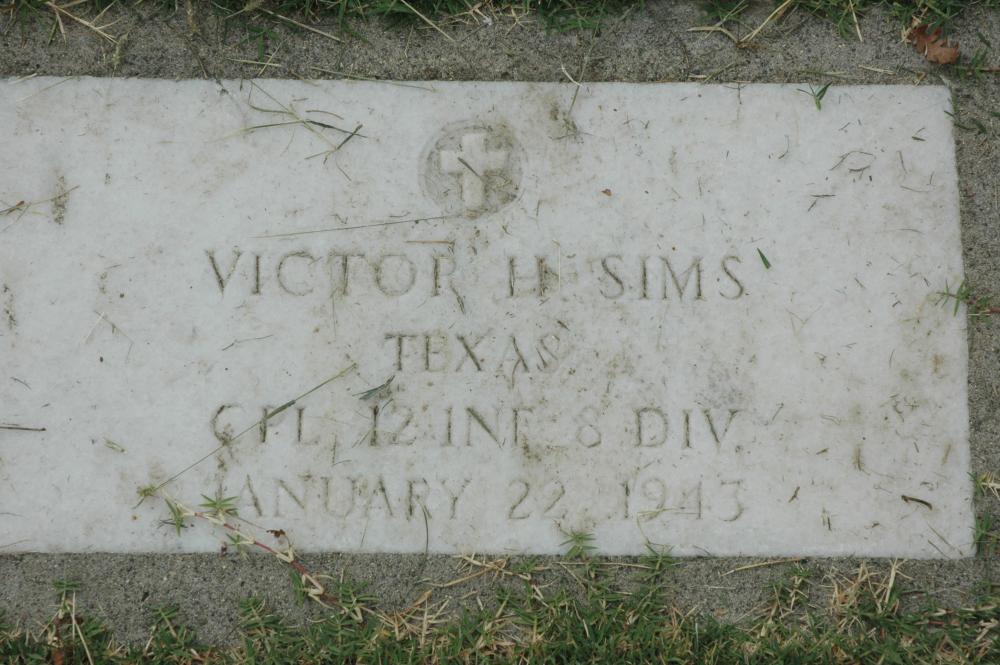 VICTOR H SIMS
TEXAS
CPL 12 INF 8 DIV
JANUARY 22 1943